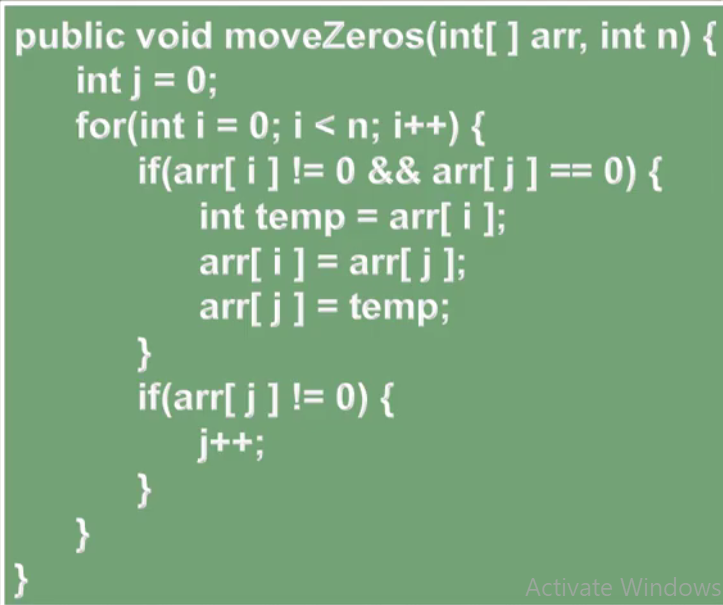 public void moveZeros(int[ ] arr, int n) {
int j = 0;
for(int i = 0; i < n; i++) {
if(arr[ i ] != 0 && arr[ j ] == 0) {
int temp = arr[ i ];
arr[ i ] = arr[ j ];
arr[ j ] = temp;
}
if(arr[ j ] != 0) {
j++;
}
}
}
Activate Windows